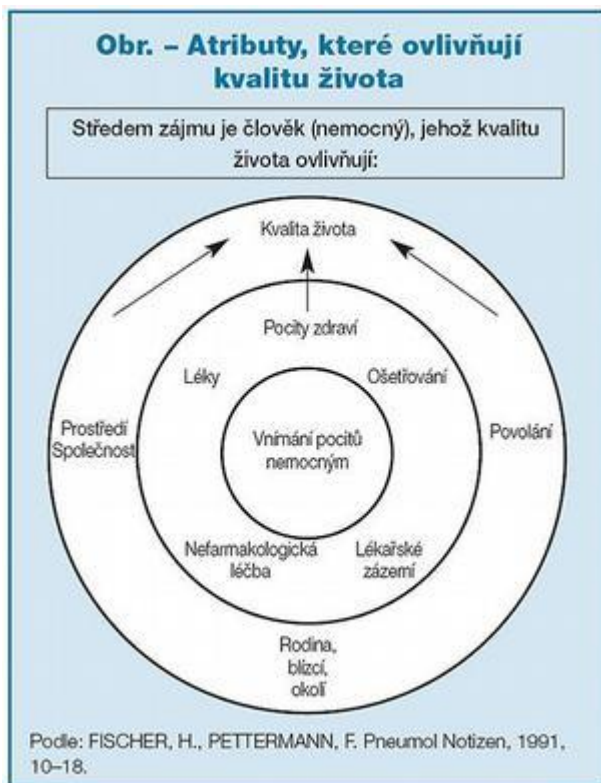 Obr. – Atributy, které ovlivňují
kvalitu života
Středem zájmu je člověk (nemocný), jehož kvalitu
života ovlivňují:
Kvalita života
Pocity zdraví
Léky
Ošetřování
Prostředí
Společnost
Vnímání pocitů
nemocným
Povolání
Nefarmakologická
léčba
Lékařské
zázemí
Rodina,
blízcí,
okolí
Podle: FISCHER, H., PETTERMANN, F. Pneumol Notizen, 1991,
10–18.